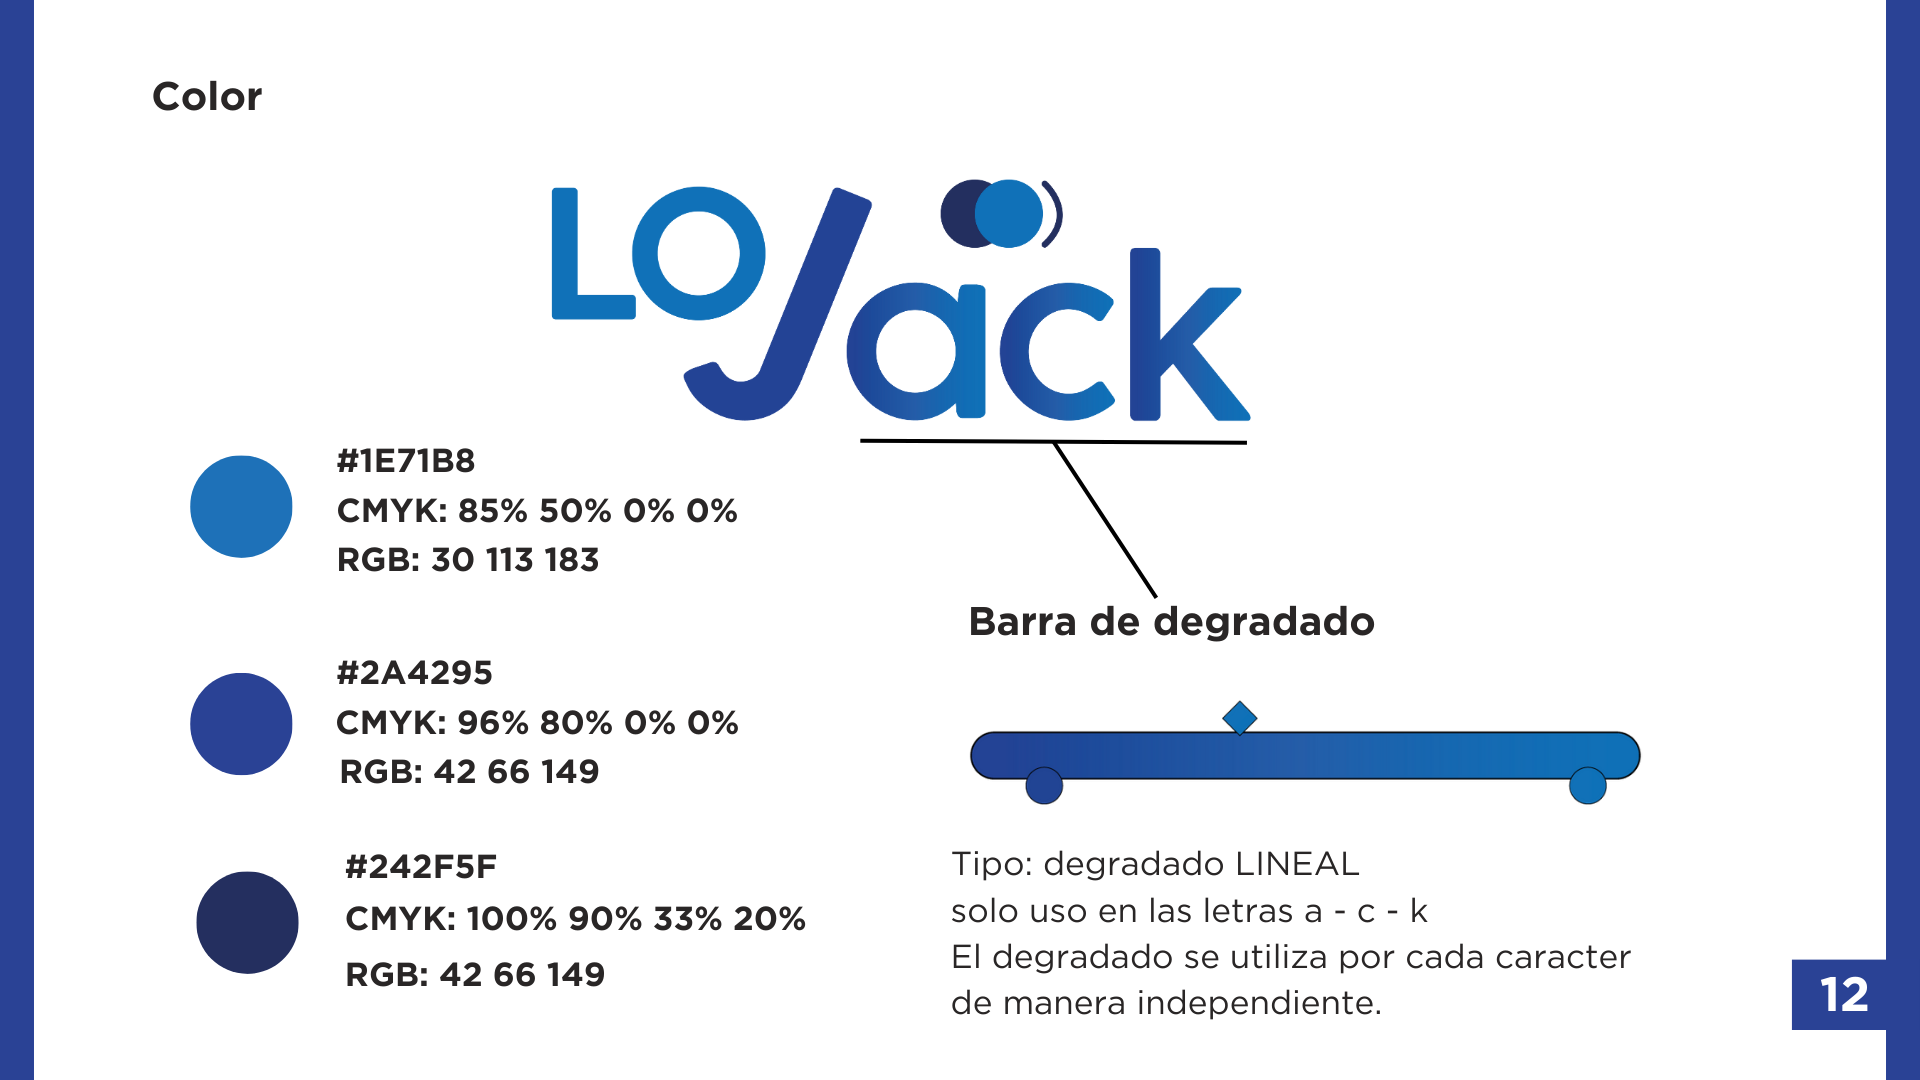 Color
LOJack
#1E71B8
CMYK: 85% 50% 0% 0%
RGB: 30 113 183
#2A4295
CMYK: 96% 80% 0% 0%
RGB: 42 66 149
#242F5F
CMYK: 100% 90% 33% 20%
RGB: 42 66 149
Barra de degradado
Tipo: degradado LINEAL
solo uso en las letras a - c - k
El degradado se utiliza por cada caracter
de manera independiente.
12